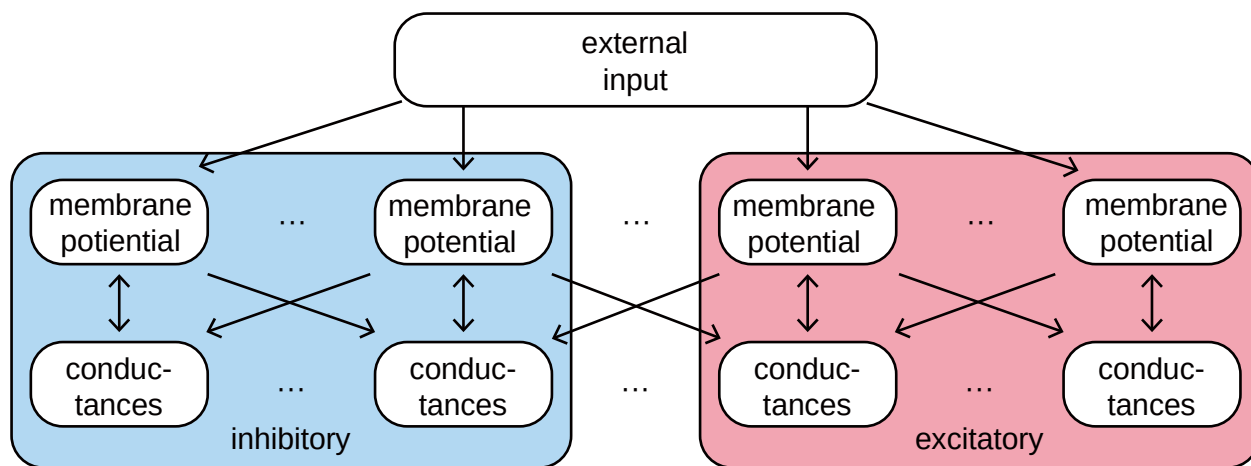 external
input
membrane
potiential
...
membrane
potential
...
membrane
potential
...
membrane
potential
conduc-
tances
...
conduc-
tances
...
conduc-
tances
...
conduc-
tances
inhibitory
excitatory